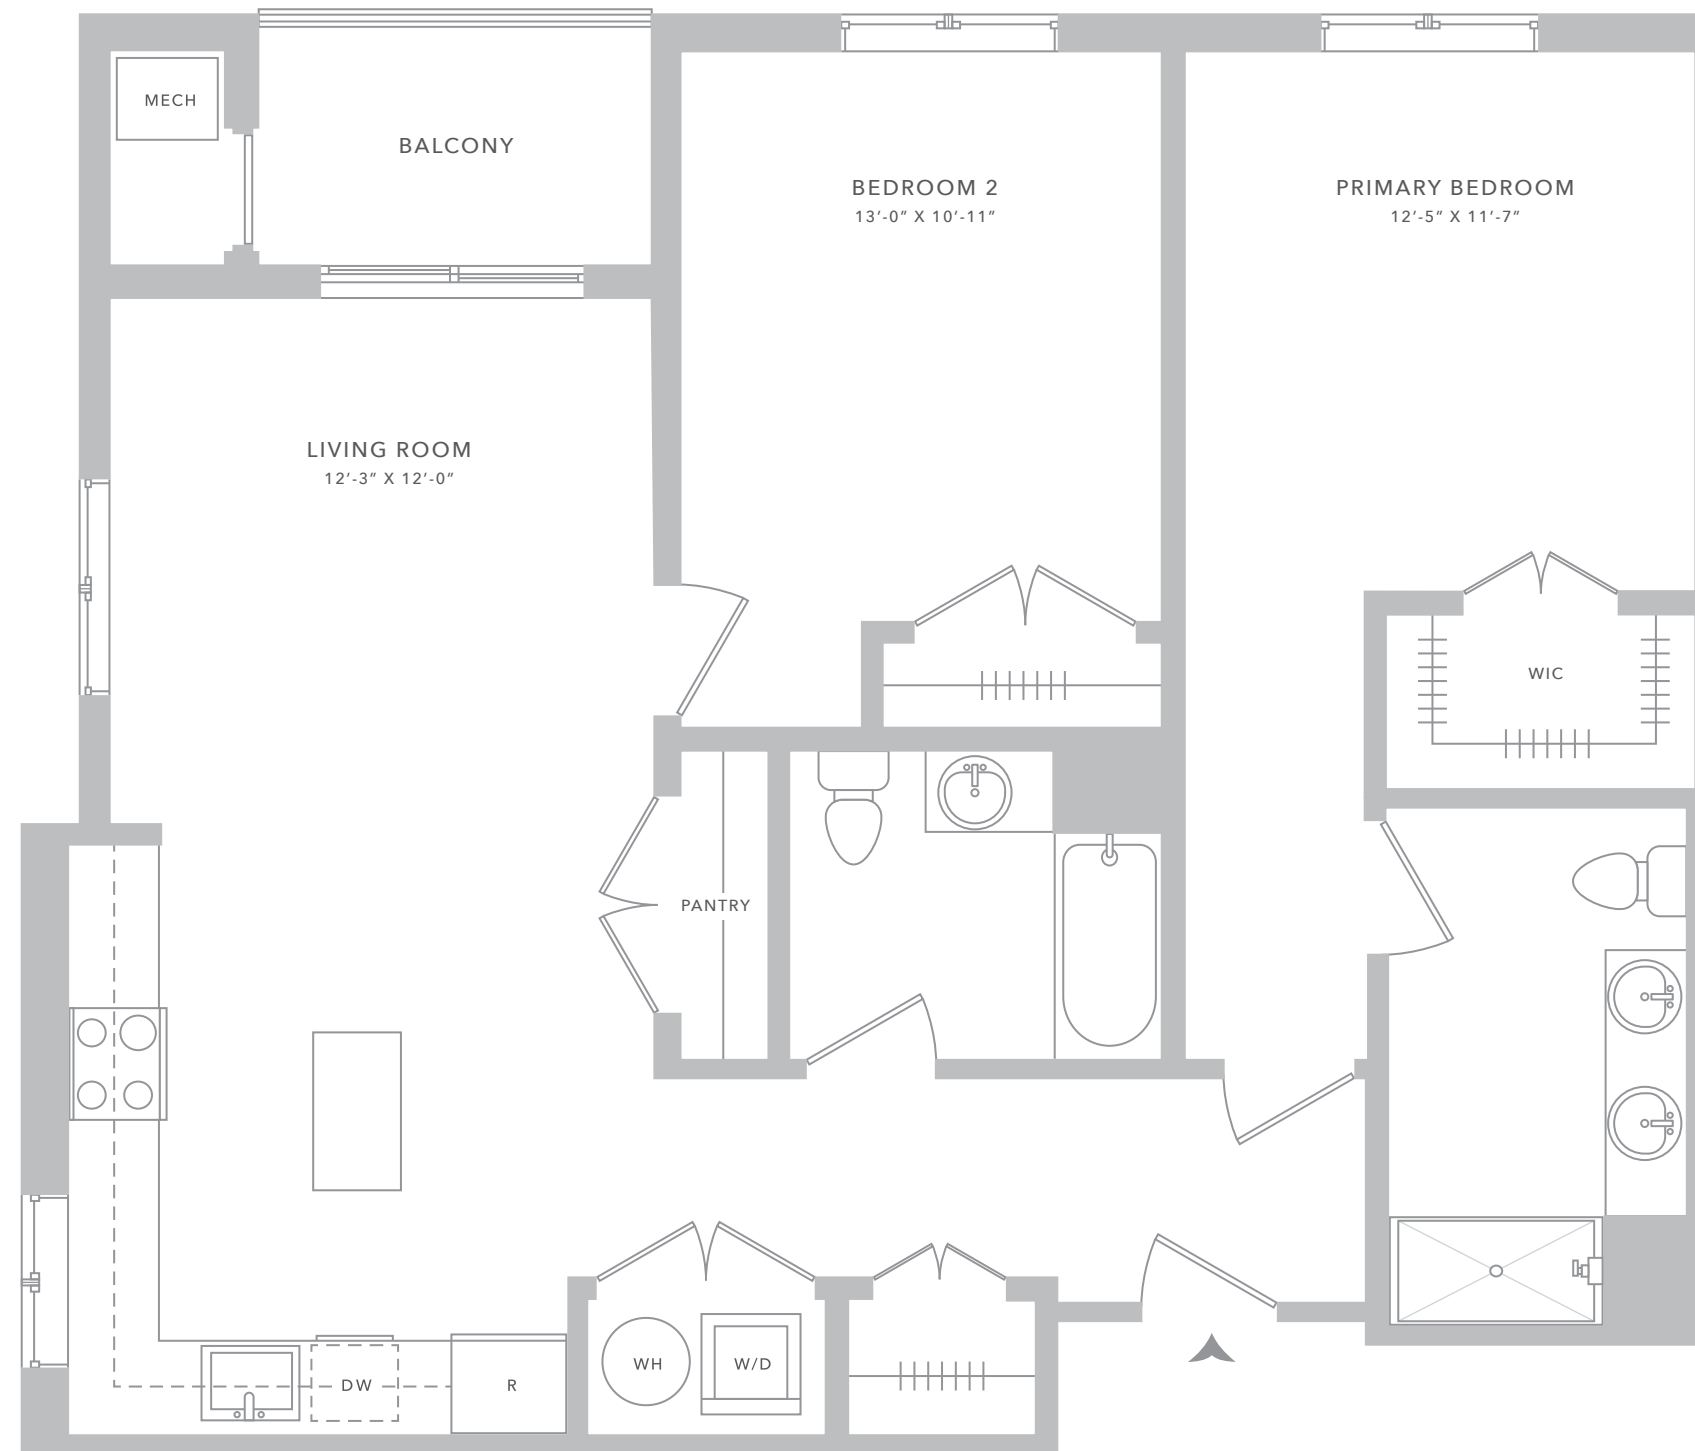 MECH
BALCONY
BEDROOM 2
13'-0" X 10'-11"
PRIMARY BEDROOM
12'-5" X 11'-7"
LIVING ROOM
12'-3" X 12'-0"
WIC
PANTRY
WH
W/D
DW
R